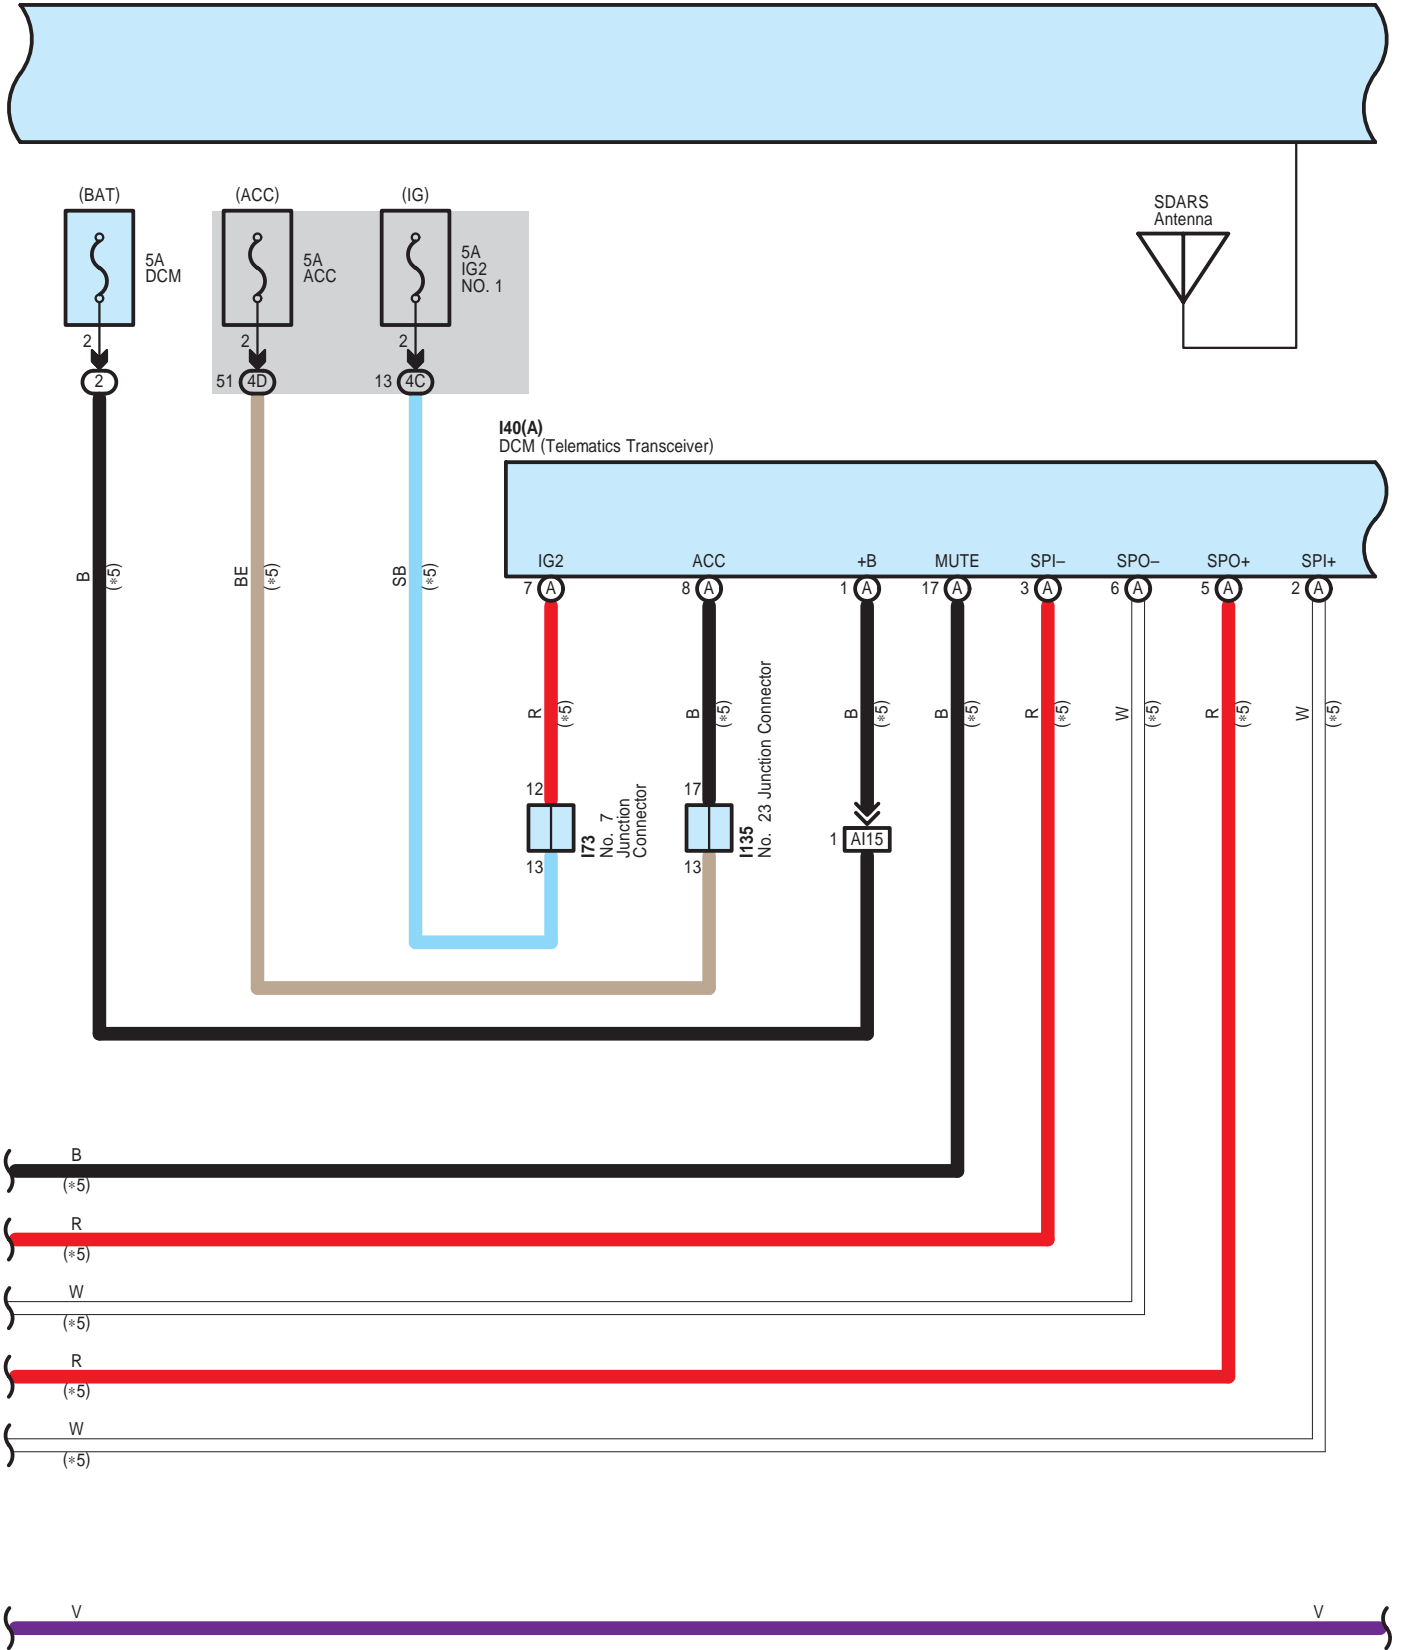 (BAT)
(ACC)
(IG)
SDARS
Antenna
5A
DCM
5A
ACC
5A
IG2
NO. 1
2
2
2
2
51
4D
13
4C
I40(A)
DCM (Telematics Transceiver)
IG2
ACC
+B
MUTE
SPI–
SPO–
SPO+
SPI+
7
A
8
A
1
A
17
A
3
A
6
A
5
A
2
A
B
(*5)
BE
(*5)
SB
(*5)
R
(*5)
B
(*5)
B
(*5)
B
(*5)
R
(*5)
W
(*5)
R
(*5)
W
(*5)
12
13
I73
No. 7
Junction
Connector
17
13
I135
No. 23 Junction Connector
1
AI15
B
(*5)
R
(*5)
W
(*5)
R
(*5)
W
(*5)
V
V